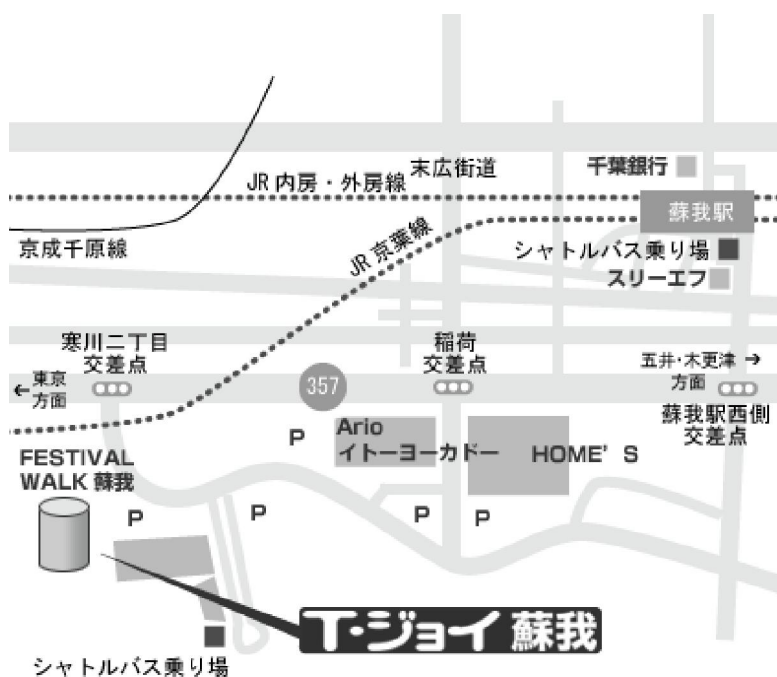 末広街道
千葉銀行
JR 内房・外房線
蘇我駅
京成千原線
JR 京葉線
シャトルバス乗り場
スリーエフ
寒川二丁目
交差点
稲荷
交差点
五井・木更津 →
方面
← 東京
方面
357
蘇我駅西側
交差点
Ario
イトーヨーカドー
HOME'S
P
FESTIVAL
WALK 蘇我
P
P
P
P
T・ジョイ 蘇我
シャトルバス乗り場